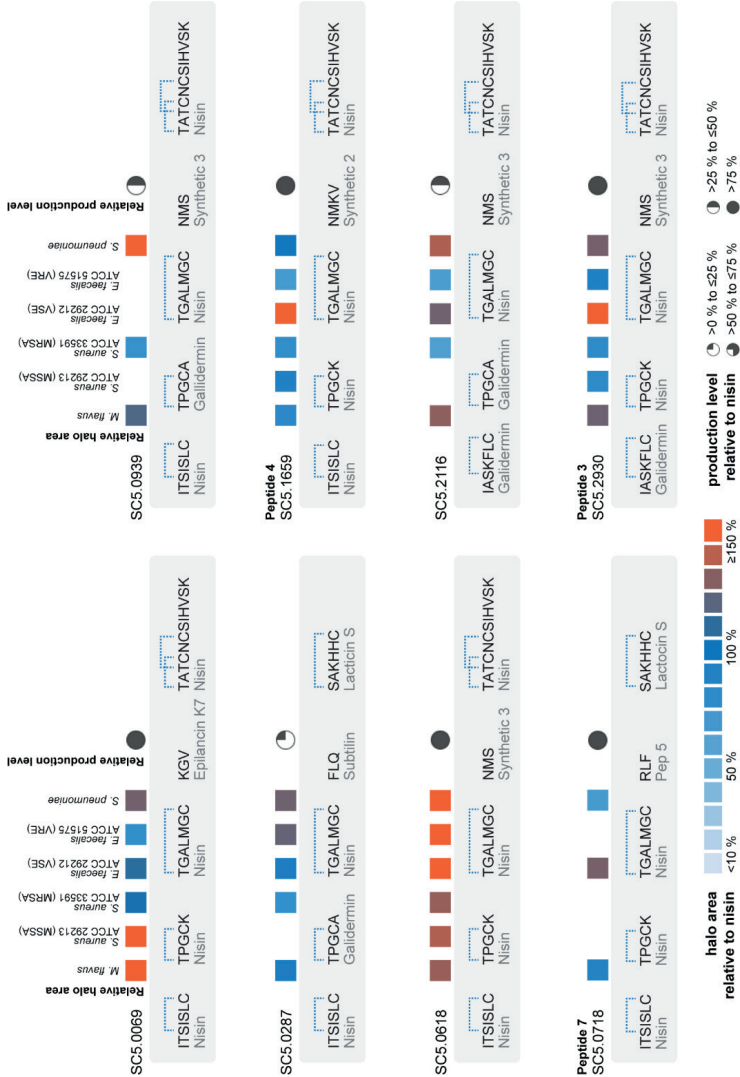 Relative halo area
M. flavus
S. aureus
ATCC 29213 (MSSA)
S. aureus
ATCC 33591 (MRSA)
E. faecalis
ATCC 29212 (VSE)
E. faecalis
ATCC 51575 (VRE)
S. pneumoniae
Relative production level
SC5.0069
ITSISLC TPGCK TGALMGC KGV TATCNCSIHVSK
Nisin Nisin Nisin Epilancin K7 Nisin
SC5.0287
ITSISLC TPGCA TGALMGC FLQ SAKHHC
Nisin Galidermin Nisin Subtilin Lacticin S
SC5.0618
ITSISLC TPGCK TGALMGC NMS TATCNCSIHVSK
Nisin Nisin Nisin Synthetic 3 Nisin
Peptide 7
SC5.0718
ITSISLC TPGCK TGALMGC RLF SAKHHC
Nisin Nisin Nisin Pep 5 Lactocin S
Relative halo area
M. flavus
S. aureus
ATCC 29213 (MSSA)
S. aureus
ATCC 33591 (MRSA)
E. faecalis
ATCC 29212 (VSE)
E. faecalis
ATCC 51575 (VRE)
S. pneumoniae
Relative production level
SC5.0939
ITSISLC TPGCA TGALMGC NMS TATCNCSIHVSK
Nisin Gallidermin Nisin Synthetic 3 Nisin
Peptide 4
SC5.1659
ITSISLC TPGCK TGALMGC NMKV TATCNCSIHVSK
Nisin Nisin Nisin Synthetic 2 Nisin
SC5.2116
IASKFLC TPGCA TGALMGC NMS TATCNCSIHVSK
Galidermin Galidermin Nisin Synthetic 3 Nisin
Peptide 3
SC5.2930
IASKFLC TPGCK TGALMGC NMS TATCNCSIHVSK
Galidermin Nisin Nisin Synthetic 3 Nisin
halo area
relative to nisin
<10 % 50 % 100 % ≥150 %
production level
relative to nisin
>0 % to ≤25 % >25 % to ≤50 %
>50 % to ≤75 % >75 %